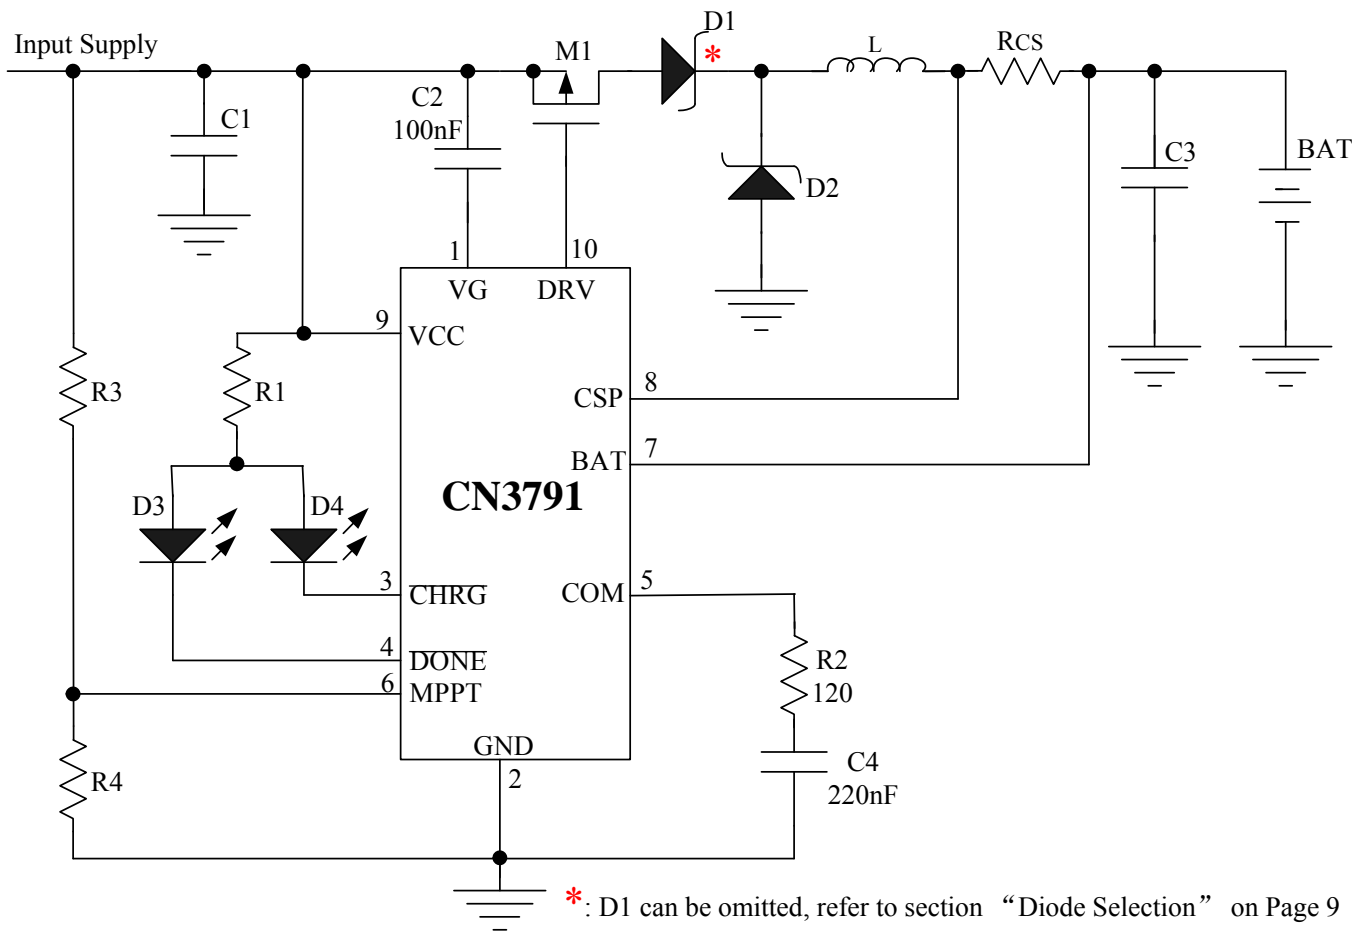 Input Supply
D1
*
M1
L
RCS
C1
C2
100nF
C3
BAT
D2
1
10
VG
DRV
9
VCC
R3
R1
8
CSP
7
BAT
CN3791
D3
D4
3
CHRG
5
COM
4
DONE
6
MPPT
R2
120
GND
2
R4
C4
220nF
*: D1 can be omitted, refer to section “Diode Selection” on Page 9